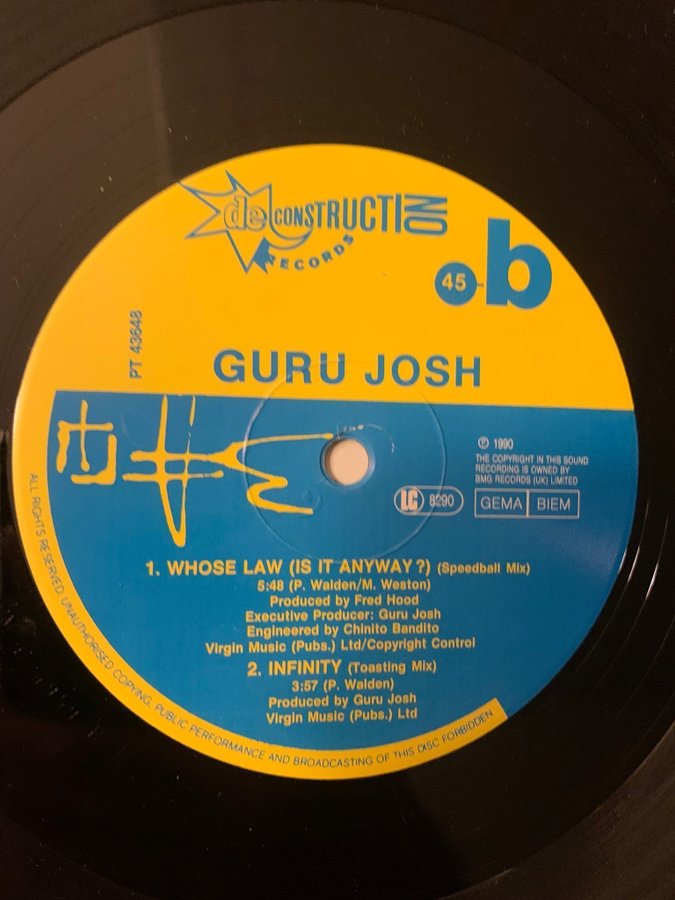 deCONSTRUCTION
RECORDS
45-b
PT 43648
GURU JOSH
℗ 1990
THE COPYRIGHT IN THIS SOUND
RECORDING IS OWNED BY
BMG RECORDS (UK) LIMITED
LC 8290
GEMA BIEM
1. WHOSE LAW (IS IT ANYWAY?) (Speedball Mix)
5:48 (P. Walden/M. Weston)
Produced by Fred Hood
Executive Producer: Guru Josh
Engineered by Chinito Bandito
Virgin Music (Pubs.) Ltd/Copyright Control
2. INFINITY (Toasting Mix)
3:57 (P. Walden)
Produced by Guru Josh
Virgin Music (Pubs.) Ltd
ALL RIGHTS RESERVED. UNAUTHORISED COPYING, PUBLIC PERFORMANCE AND BROADCASTING OF THIS DISC FORBIDDEN